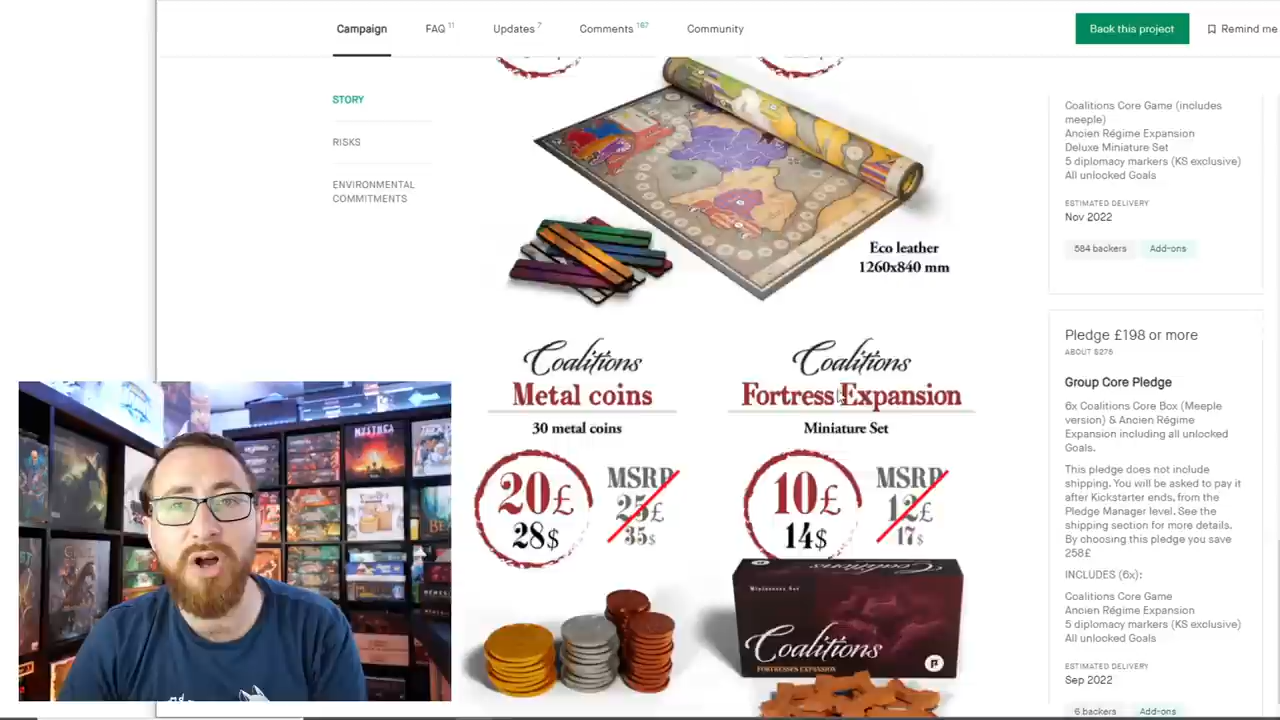 Campaign
FAQ 11
Updates 7
Comments 167
Community
Back this project
Remind me
STORY
RISKS
ENVIRONMENTAL
COMMITMENTS
Eco leather
1260x840 mm
Coalitions
Metal coins
30 metal coins
20£
28$
MSRP
25£
35$
Coalitions
Fortress Expansion
Miniature Set
10£
14$
MSRP
12£
17$
Coalitions
Miniatures Set
Coalitions
FORTRESSES EXPANSION
Coalitions Core Game (includes
meeple)
Ancien Régime Expansion
Deluxe Miniature Set
5 diplomacy markers (KS exclusive)
All unlocked Goals
ESTIMATED DELIVERY
Nov 2022
584 backers
Add-ons
Pledge £198 or more
ABOUT $275
Group Core Pledge
6x Coalitions Core Box (Meeple
version) & Ancien Régime
Expansion including all unlocked
Goals.
This pledge does not include
shipping. You will be asked to pay it
after Kickstarter ends, from the
Pledge Manager level. See the
shipping section for more details.
By choosing this pledge you save
258£
INCLUDES (6x):
Coalitions Core Game
Ancien Régime Expansion
5 diplomacy markers (KS exclusive)
All unlocked Goals
ESTIMATED DELIVERY
Sep 2022
6 backers
Add-ons
MYSTHEA